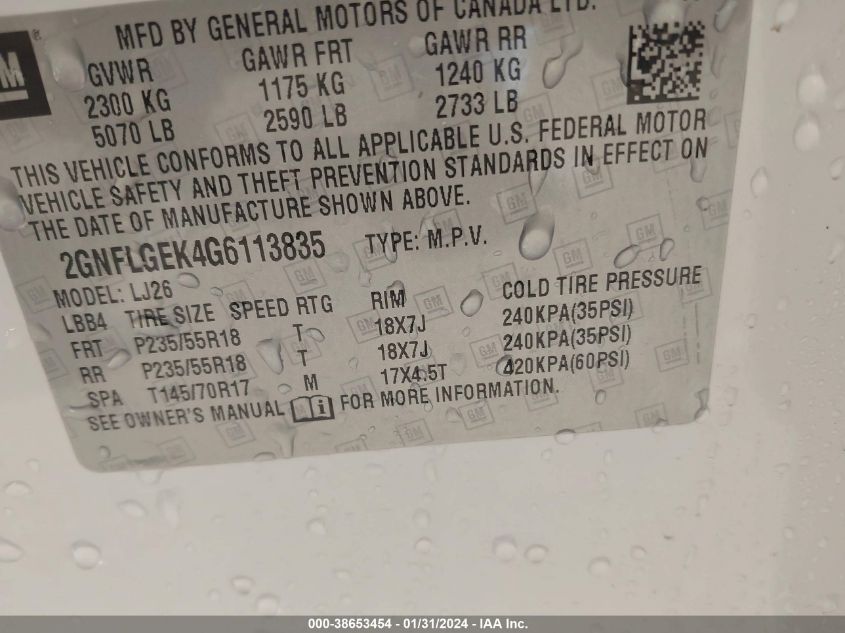 MFD BY GENERAL MOTORS OF CANADA LTD.
GM ®
GVWR GAWR FRT GAWR RR
2300 KG 1175 KG 1240 KG
5070 LB 2590 LB 2733 LB
THIS VEHICLE CONFORMS TO ALL APPLICABLE U.S. FEDERAL MOTOR
VEHICLE SAFETY AND THEFT PREVENTION STANDARDS IN EFFECT ON
THE DATE OF MANUFACTURE SHOWN ABOVE.
2GNFLGEK4G6113835 TYPE: M.P.V.
MODEL: LJ26
LBB4 TIRE SIZE SPEED RTG RIM COLD TIRE PRESSURE
FRT P235/55R18 T 18X7J 240KPA(35PSI)
RR P235/55R18 T 18X7J 240KPA(35PSI)
SPA T145/70R17 M 17X4.5T 420KPA(60PSI)
SEE OWNER'S MANUAL FOR MORE INFORMATION.
000-38653454 - 01/31/2024 - IAA Inc.